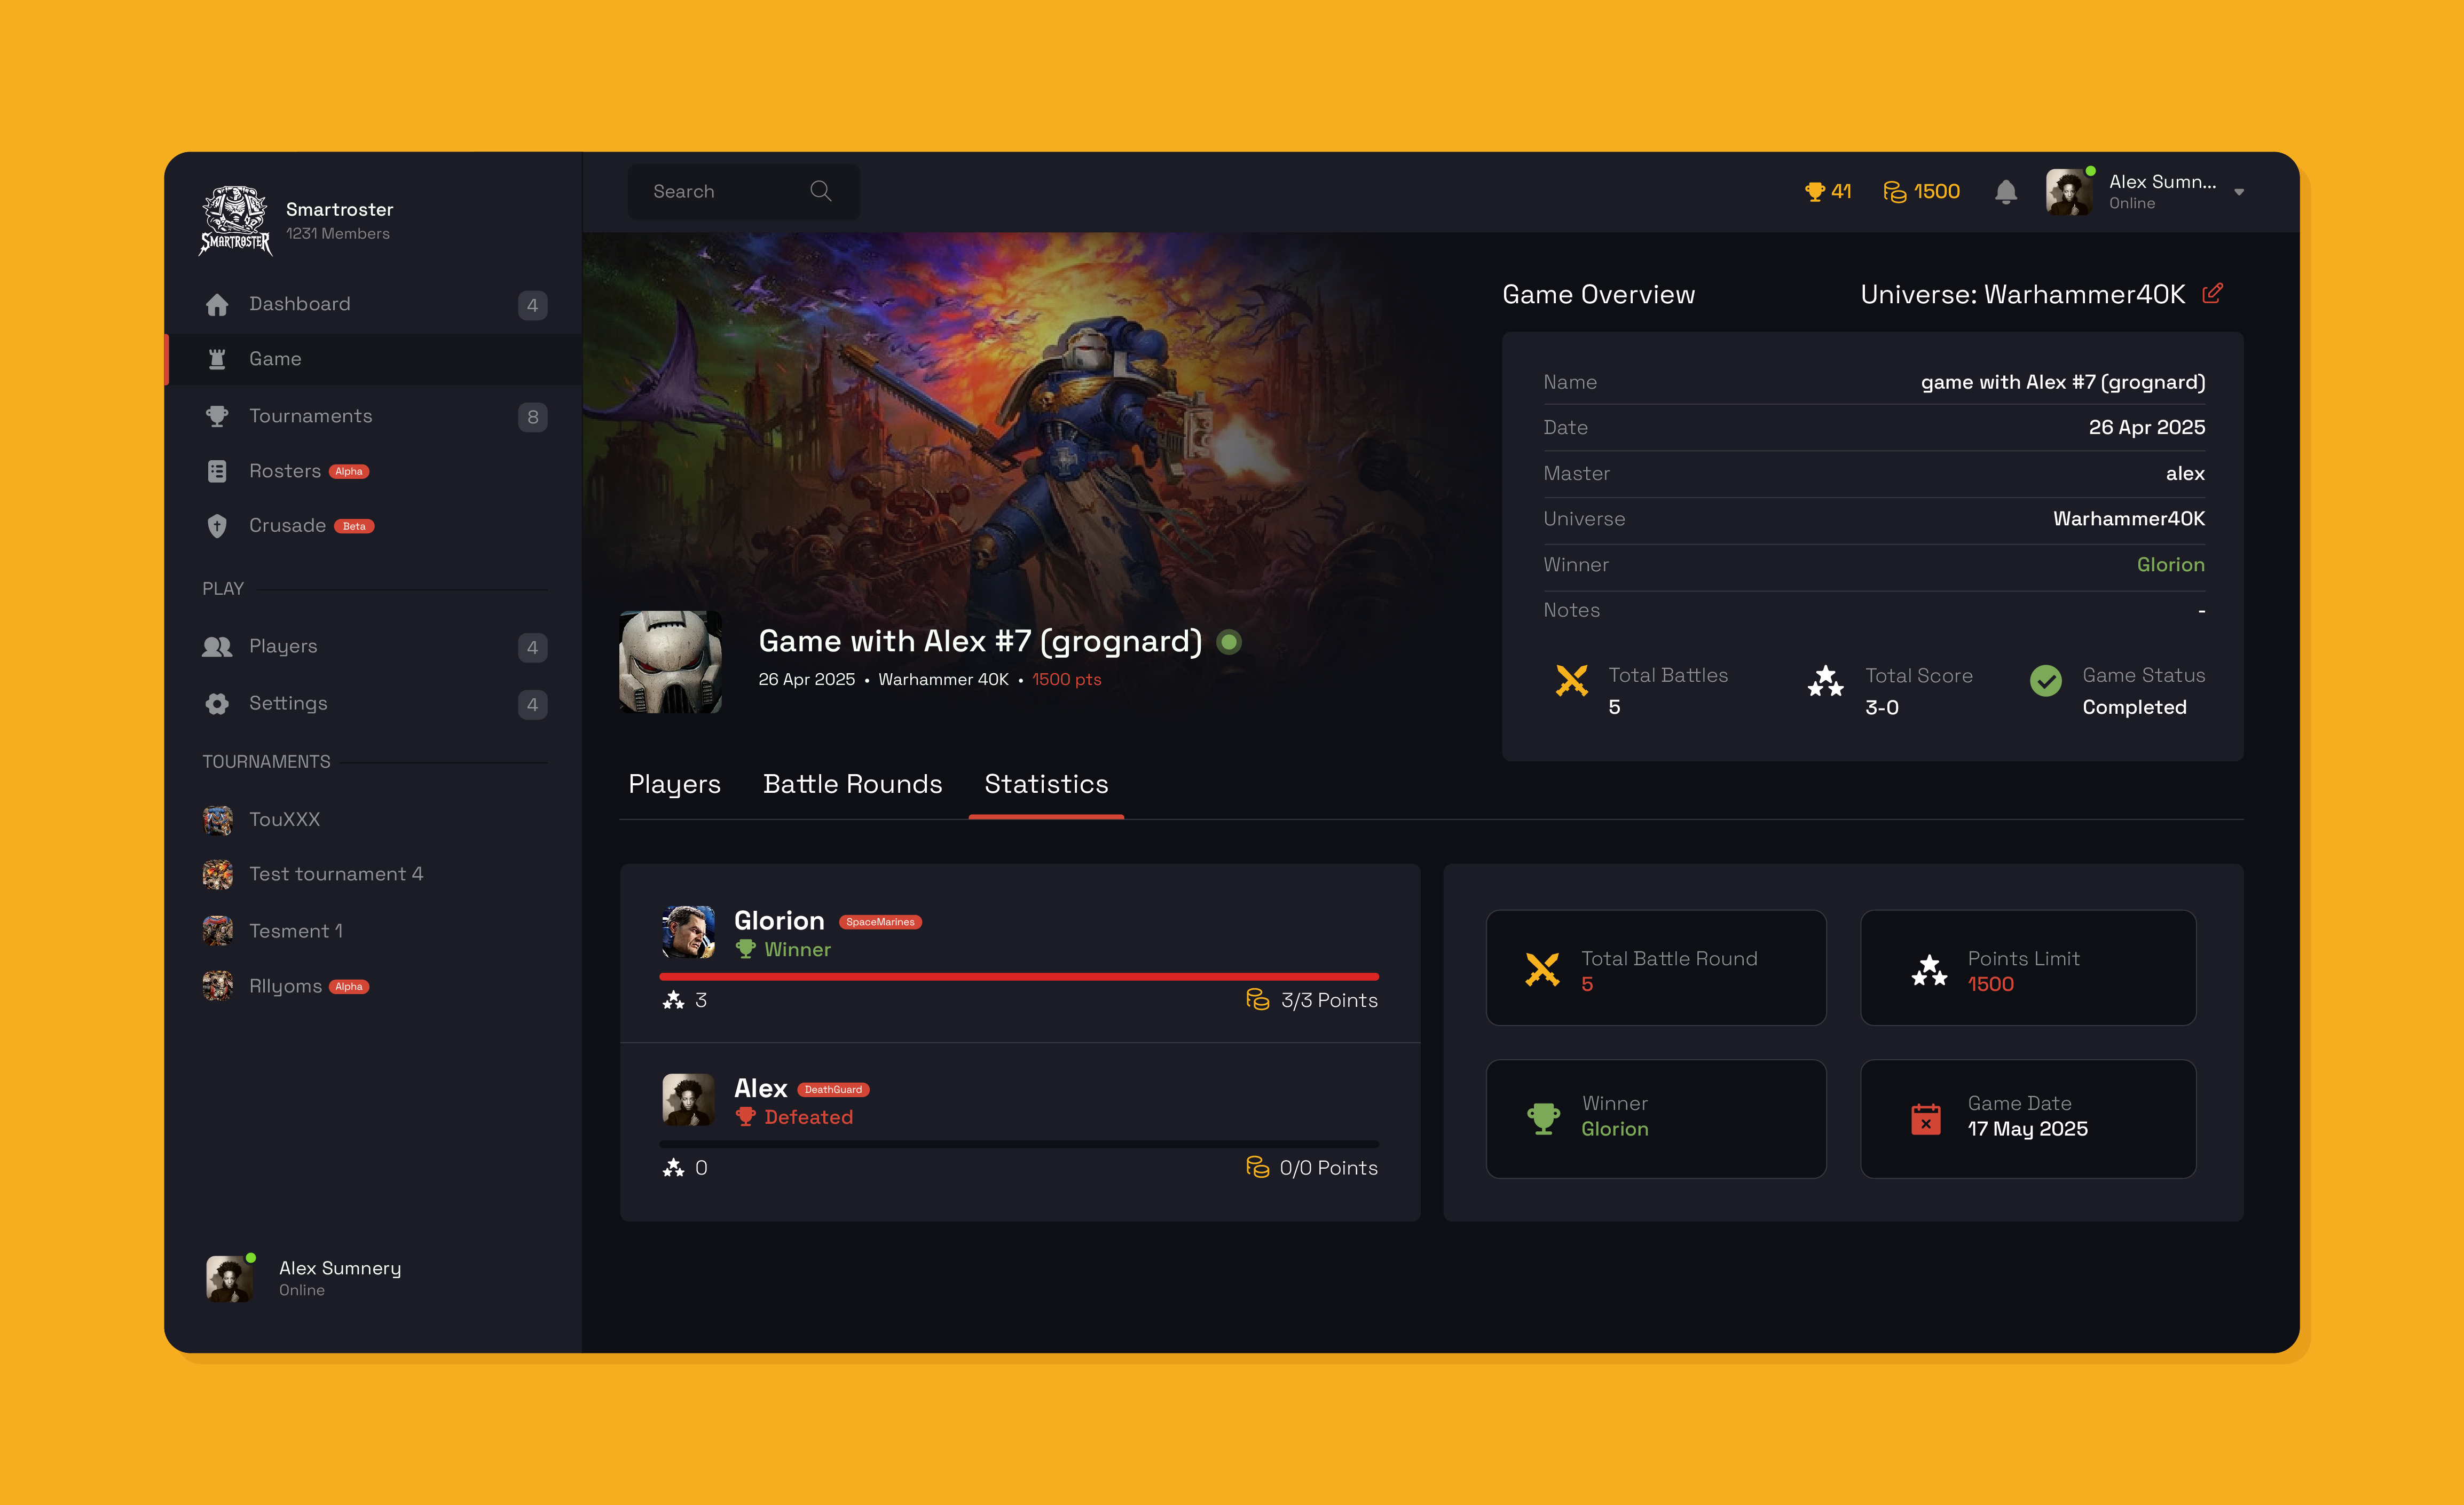 SMARTROSTER
Smartroster
1231 Members
Dashboard 4
Game
Tournaments 8
Rosters Alpha
Crusade Beta
PLAY
Players 4
Settings 4
TOURNAMENTS
TouXXX
Test tournament 4
Tesment 1
Rllyoms Alpha
Alex Sumnery
Online
Search
41
1500
Alex Sumn...
Online
Game with Alex #7 (grognard)
26 Apr 2025 • Warhammer 40K • 1500 pts
Game Overview
Universe: Warhammer40K
Name game with Alex #7 (grognard)
Date 26 Apr 2025
Master alex
Universe Warhammer40K
Winner Glorion
Notes -
Total Battles
5
Total Score
3-0
Game Status
Completed
Players Battle Rounds Statistics
Glorion SpaceMarines
Winner
3 3/3 Points
Alex DeathGuard
Defeated
0 0/0 Points
Total Battle Round
5
Points Limit
1500
Winner
Glorion
Game Date
17 May 2025